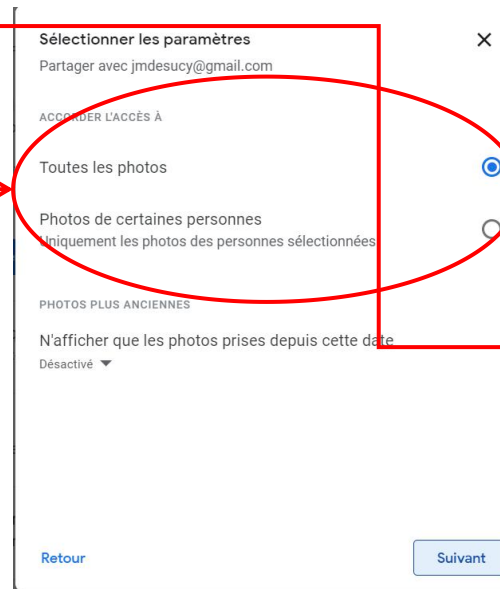 Sélectionner les paramètres
Partager avec jmdesucy@gmail.com
ACCORDER L'ACCÈS À
Toutes les photos
Photos de certaines personnes
Uniquement les photos des personnes sélectionnées
PHOTOS PLUS ANCIENNES
N'afficher que les photos prises depuis cette date
Désactivé
Retour
Suivant